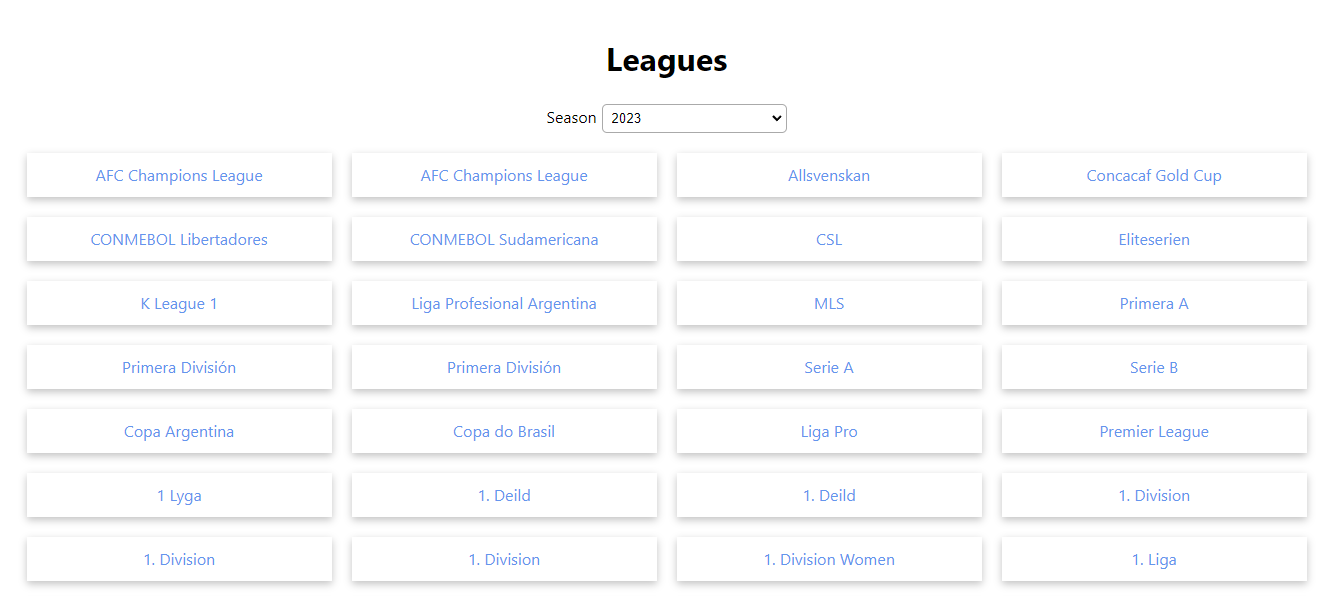 Leagues
Season 2023
AFC Champions League AFC Champions League Allsvenskan Concacaf Gold Cup
CONMEBOL Libertadores CONMEBOL Sudamericana CSL Eliteserien
K League 1 Liga Profesional Argentina MLS Primera A
Primera División Primera División Serie A Serie B
Copa Argentina Copa do Brasil Liga Pro Premier League
1 Lyga 1. Deild 1. Deild 1. Division
1. Division 1. Division 1. Division Women 1. Liga